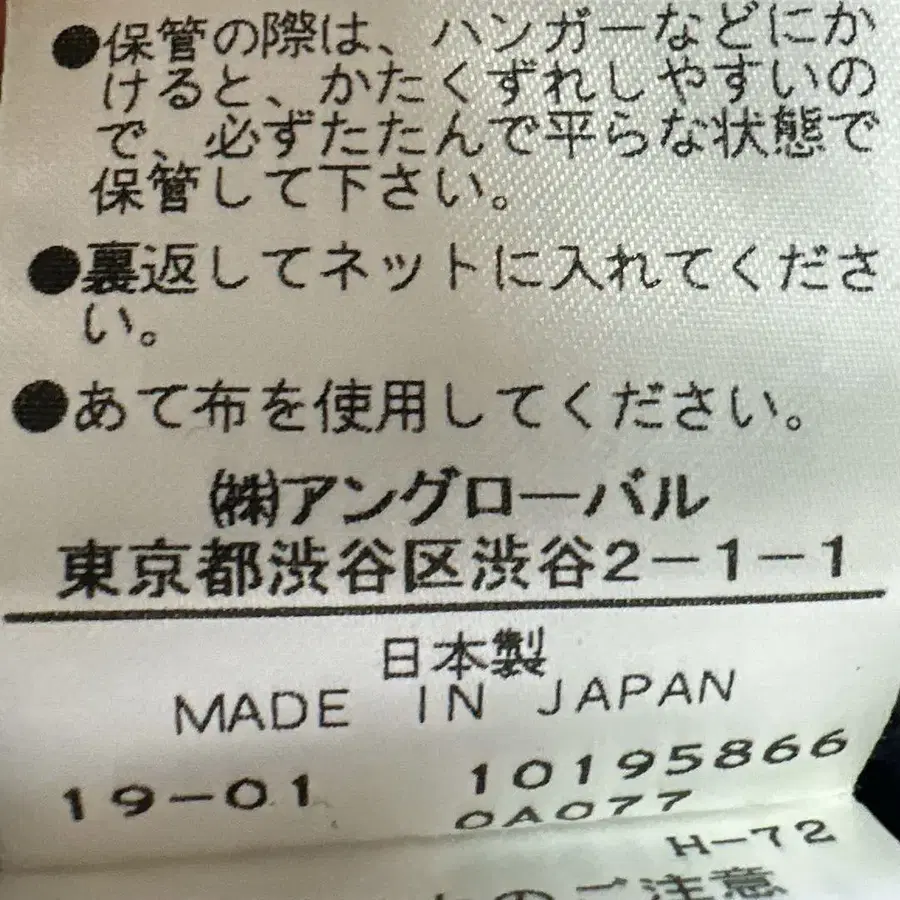 ●保管の際は、ハンガーなどにか
けると、かたくずれしやすいの
で、必ずたたんで平らな状態で
保管して下さい。
●裏返してネットに入れてくださ
い。
●あて布を使用してください。
㈱アングローバル
東京都渋谷区渋谷2-1-1
日本製
MADE IN JAPAN
19-01 10195866
0A077
H-72
のご注意